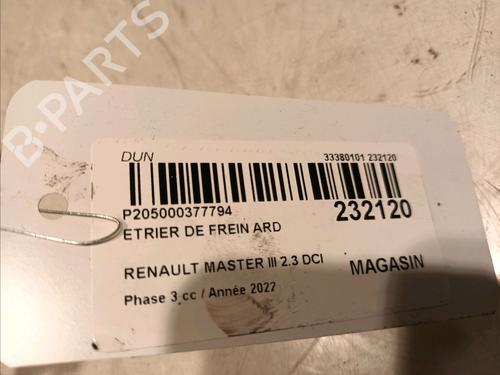 B-PARTS
DUN 33380101 232120
P205000377794
232120
ETRIER DE FREIN ARD
RENAULT MASTER III 2.3 DCI
MAGASIN
Phase 3 cc / Année 2022